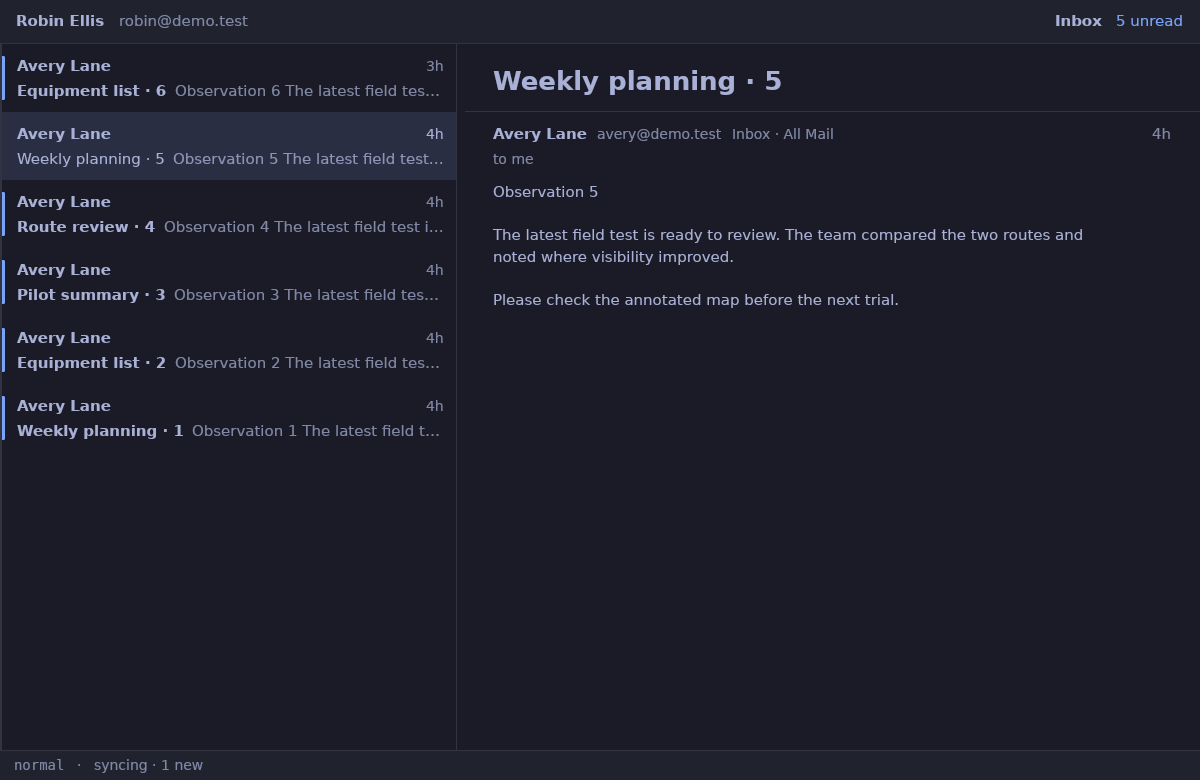 Robin Ellis robin@demo.test Inbox 5 unread
Avery Lane 3h
Equipment list · 6 Observation 6 The latest field tes…
Avery Lane 4h
Weekly planning · 5 Observation 5 The latest field test…
Avery Lane 4h
Route review · 4 Observation 4 The latest field test i…
Avery Lane 4h
Pilot summary · 3 Observation 3 The latest field tes…
Avery Lane 4h
Equipment list · 2 Observation 2 The latest field tes…
Avery Lane 4h
Weekly planning · 1 Observation 1 The latest field t…
Weekly planning · 5
Avery Lane avery@demo.test Inbox · All Mail 4h
to me
Observation 5
The latest field test is ready to review. The team compared the two routes and
noted where visibility improved.
Please check the annotated map before the next trial.
normal · syncing · 1 new